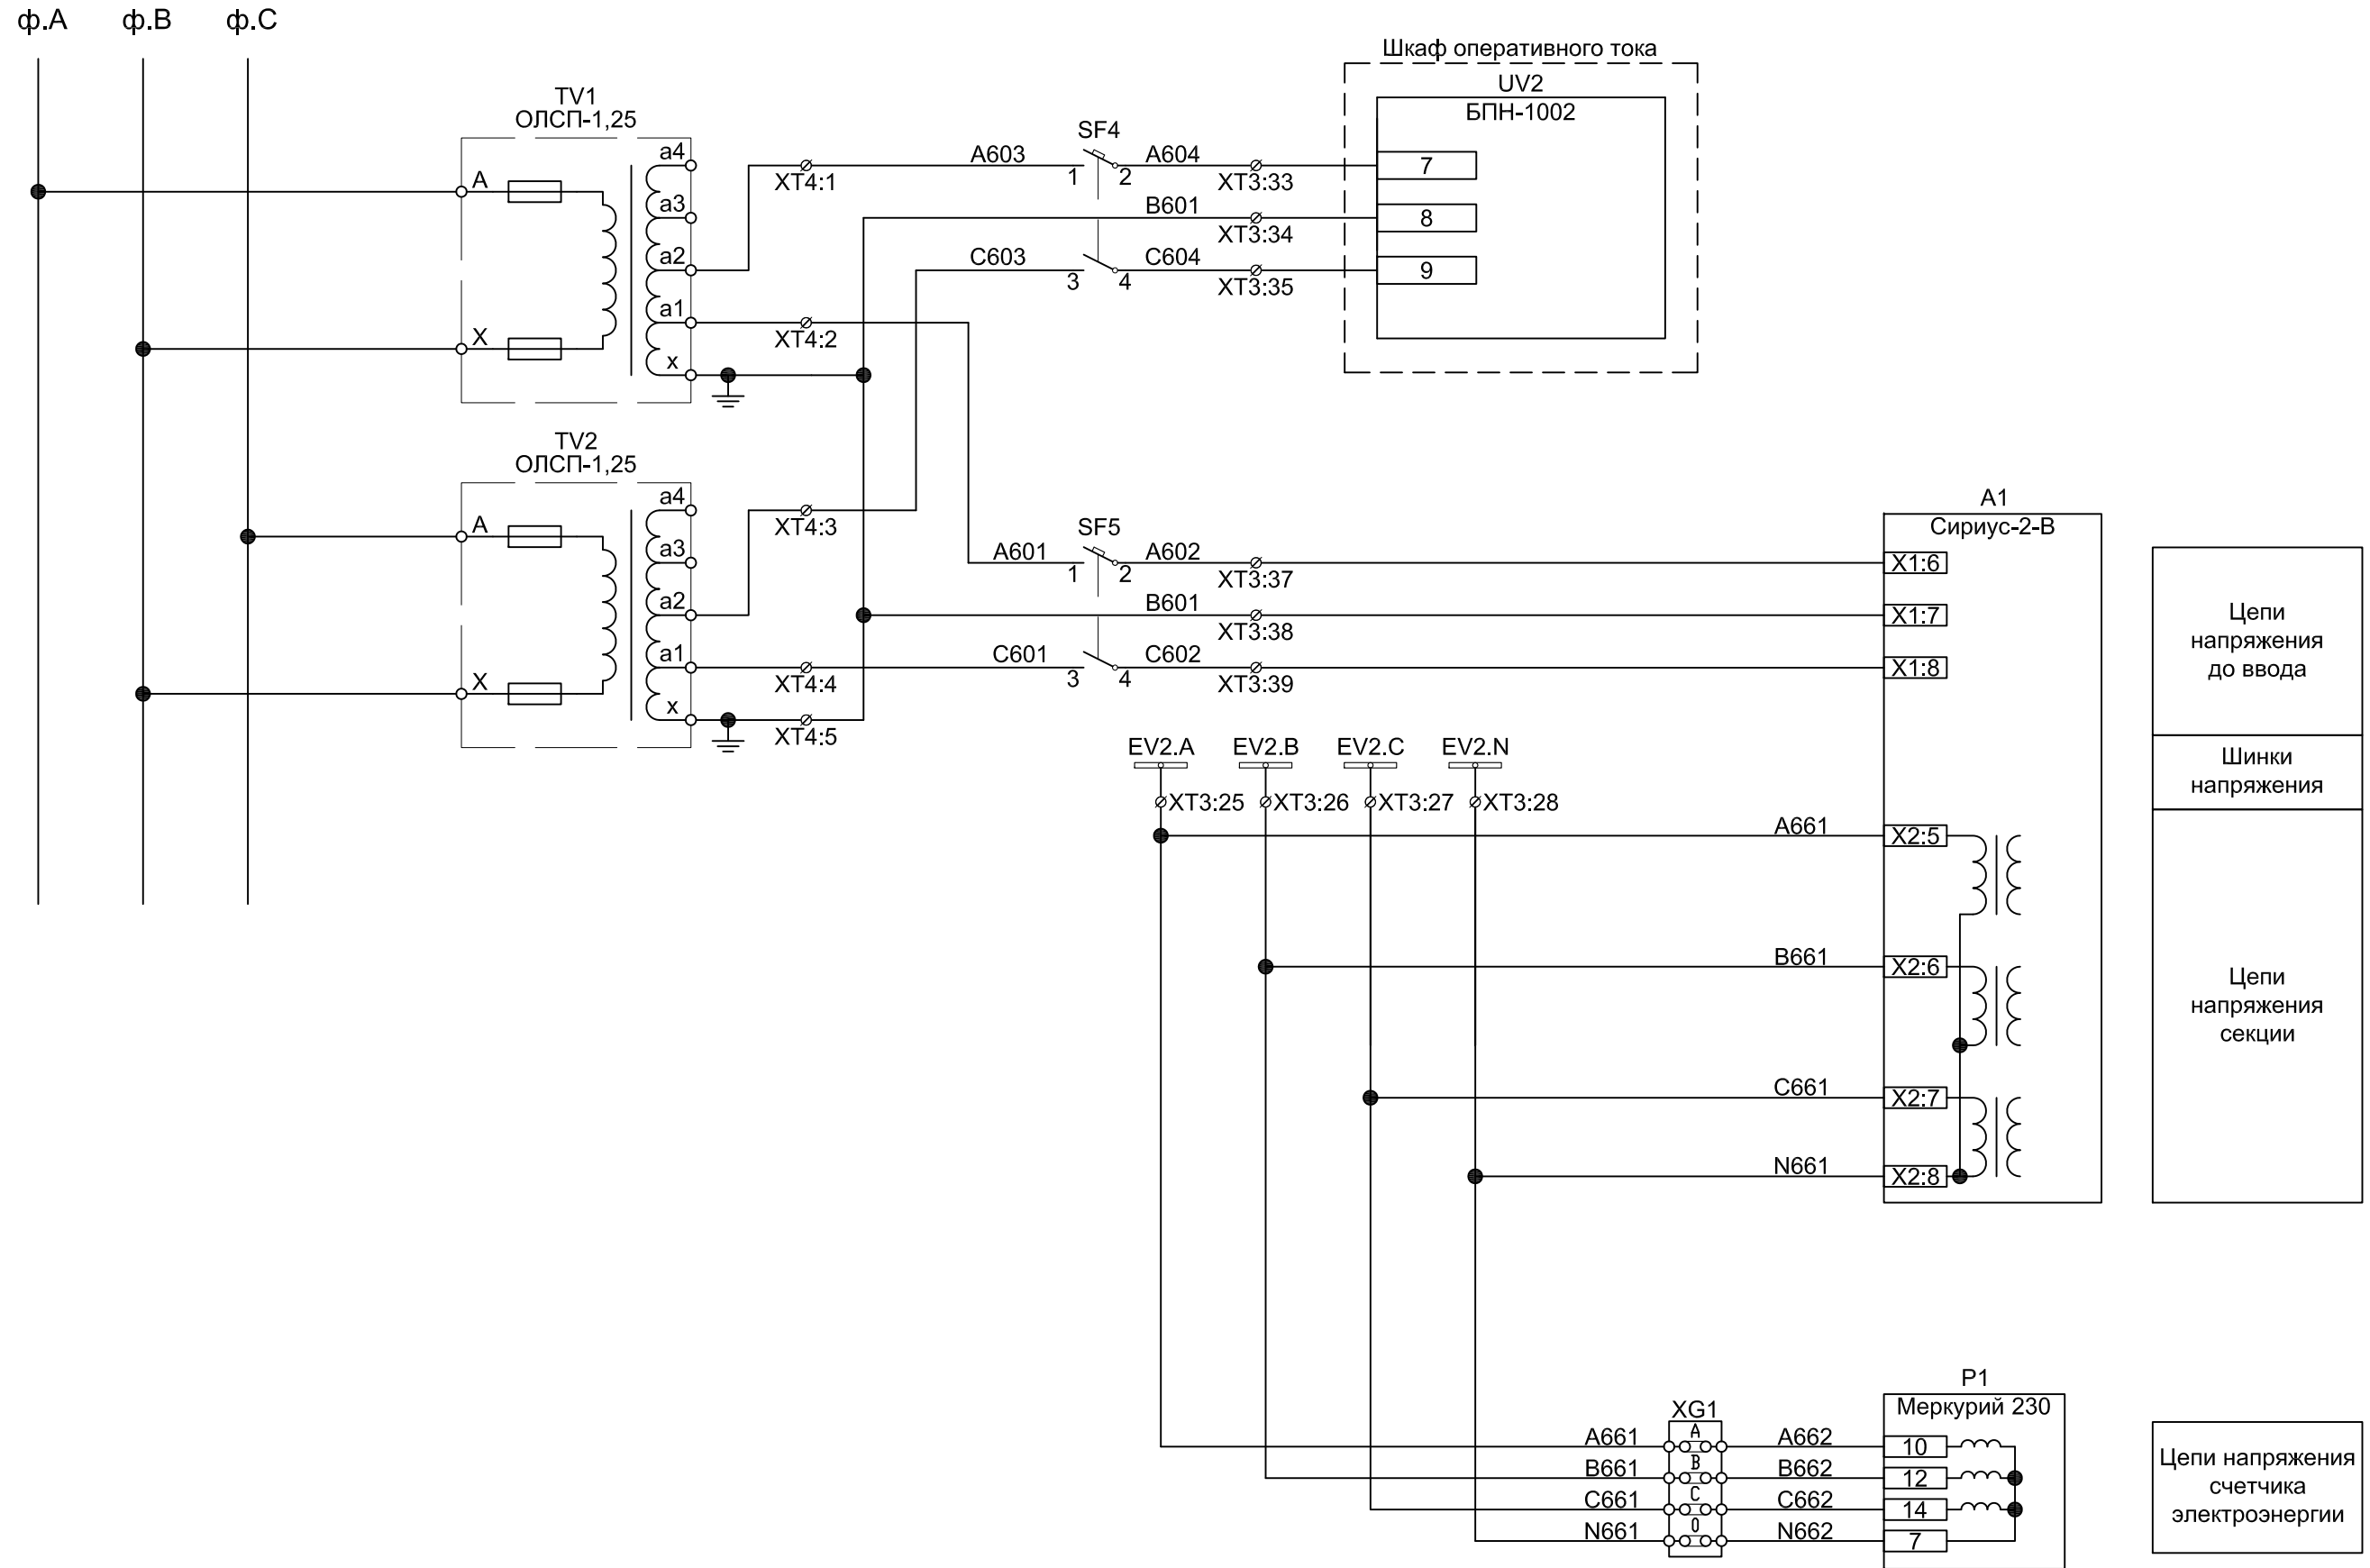 ф.A
ф.B
ф.C
Шкаф оперативного тока
UV2
БПН-1002
TV1
ОЛСП-1,25
a4
SF4
A603
A604
A
XT4:1
1
2
XT3:33
7
a3
B601
8
XT3:34
a2
C603
C604
9
3
4
XT3:35
a1
X
XT4:2
x
TV2
ОЛСП-1,25
a4
A1
A
XT4:3
SF5
Сириус-2-В
a3
A601
A602
X1:6
1
2
XT3:37
a2
B601
X1:7
XT3:38
Цепи
напряжения
до ввода
a1
C601
C602
X1:8
X
XT4:4
3
4
XT3:39
x
XT4:5
EV2.A
EV2.B
EV2.C
EV2.N
Шинки
напряжения
XT3:25
XT3:26
XT3:27
XT3:28
A661
X2:5
B661
X2:6
Цепи
напряжения
секции
C661
X2:7
N661
X2:8
P1
Меркурий 230
XG1
A661
A
A662
10
B661
B
B662
12
C661
C
C662
14
N661
0
N662
7
Цепи напряжения
счетчика
электроэнергии